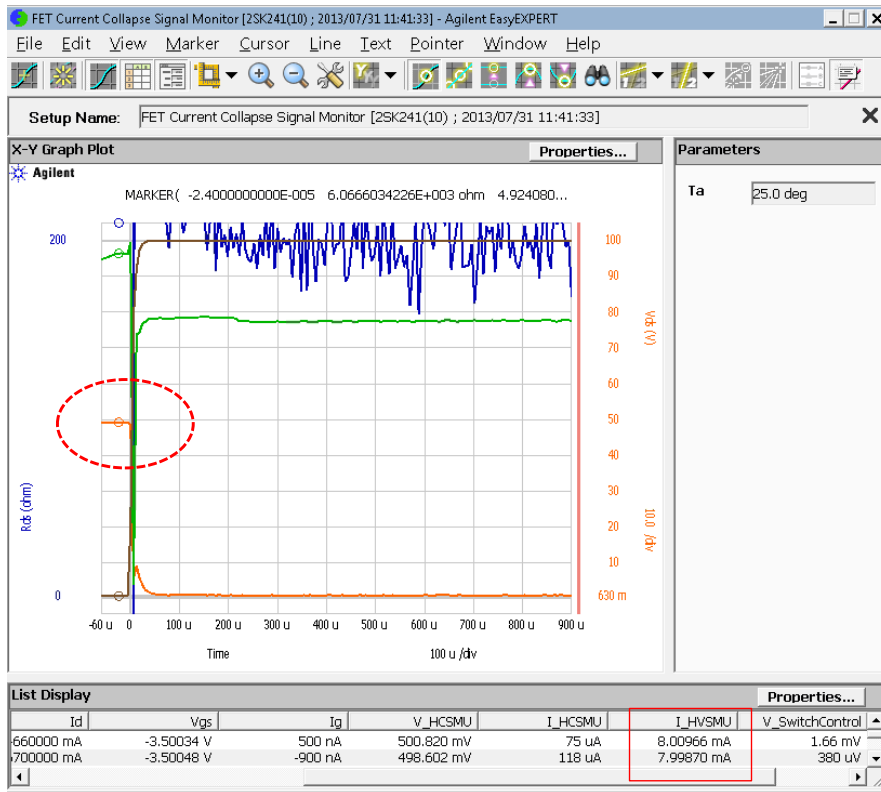 FET Current Collapse Signal Monitor [2SK241(10) ; 2013/07/31 11:41:33] - Agilent EasyEXPERT
File Edit View Marker Cursor Line Text Pointer Window Help
Setup Name: FET Current Collapse Signal Monitor [2SK241(10) ; 2013/07/31 11:41:33]
X-Y Graph Plot Properties... Parameters
Agilent
MARKER( -2.4000000000E-005 6.0666034226E+003 ohm 4.924080...
Ta 25.0 deg
200 100
90
80
Vds (V)
70
60
50
40
Rds (ohm)
30
20
10.0 /div
10
0 630 m
-60 u 0 100 u 200 u 300 u 400 u 500 u 600 u 700 u 800 u 900 u
Time 100 u /div
List Display Properties...
Id Vgs Ig V_HCSMU I_HCSMU I_HVSMU V_SwitchControl
660000 mA -3.50034 V 500 nA 500.820 mV 75 uA 8.00966 mA 1.66 mV
700000 mA -3.50048 V -900 nA 498.602 mV 118 uA 7.99870 mA 380 uV